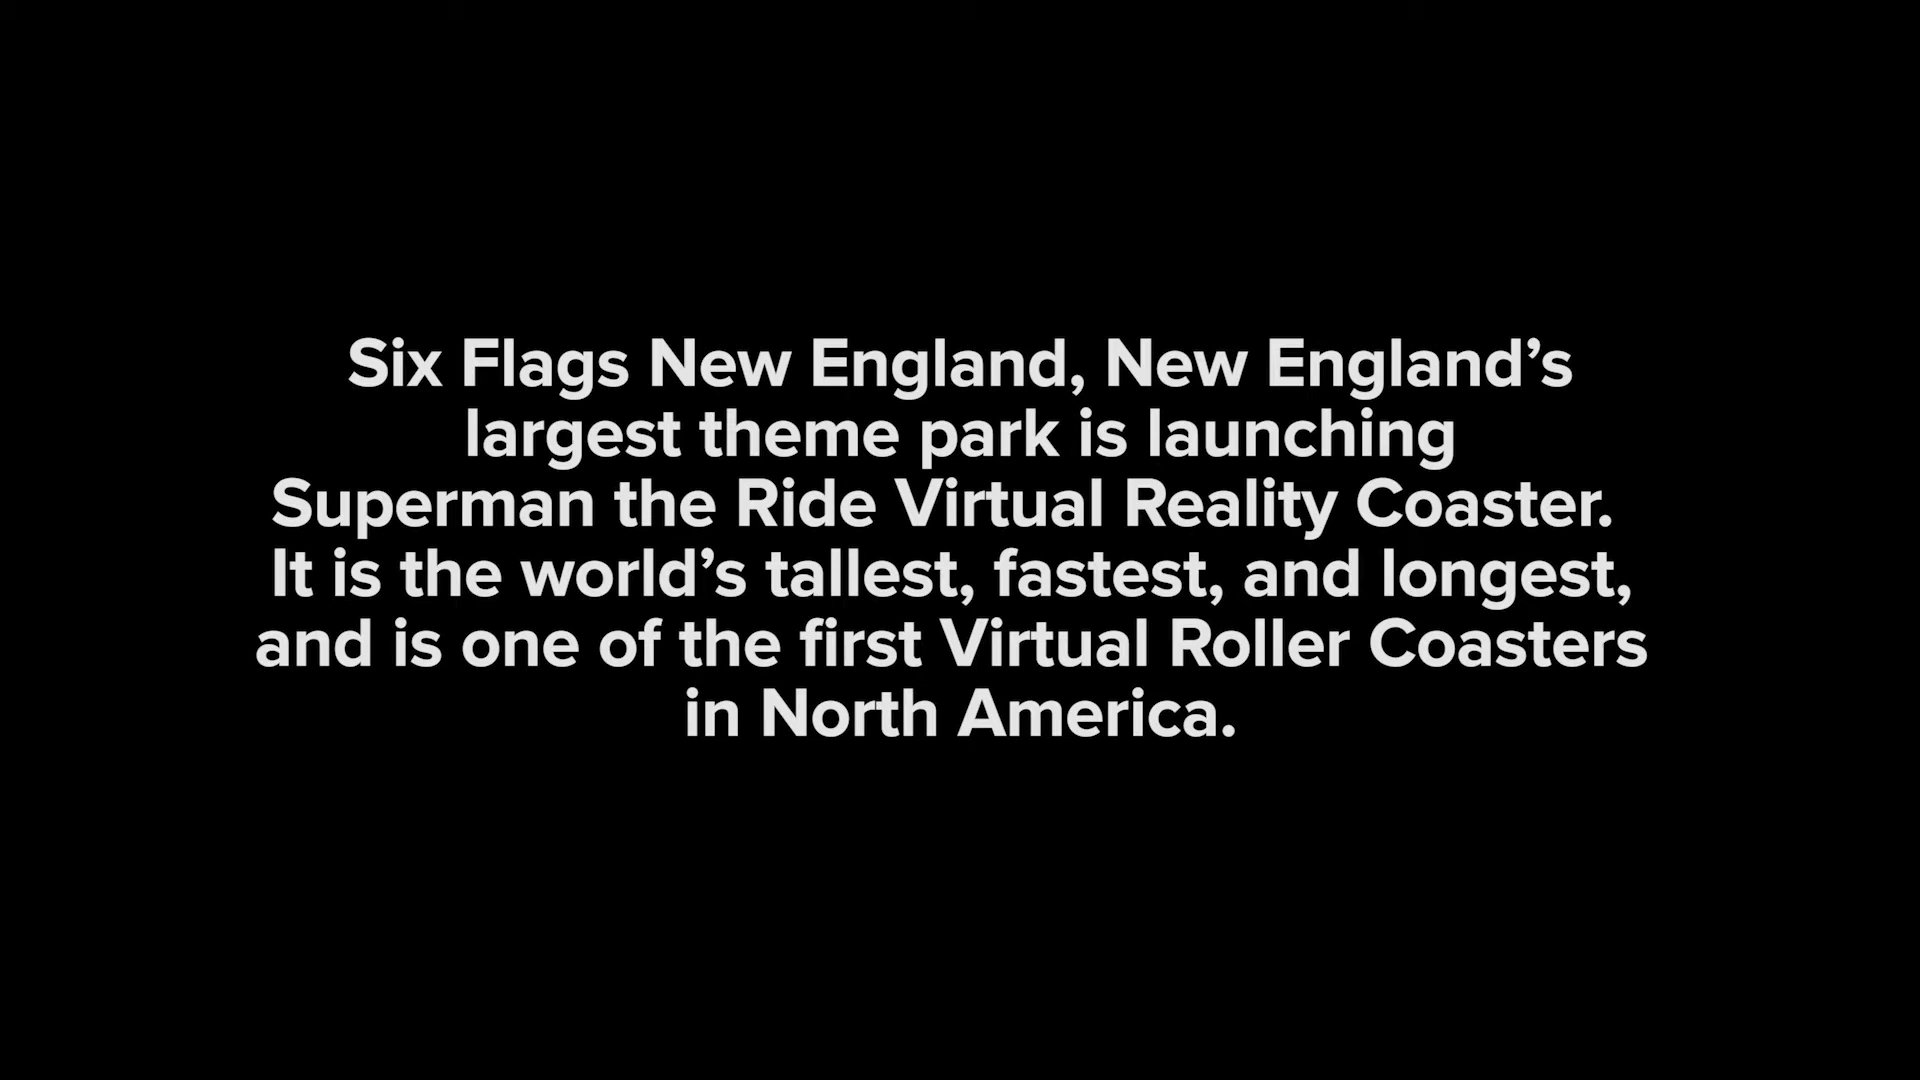 Six Flags New England, New England’s
largest theme park is launching
Superman the Ride Virtual Reality Coaster.
It is the world’s tallest, fastest, and longest,
and is one of the first Virtual Roller Coasters
in North America.